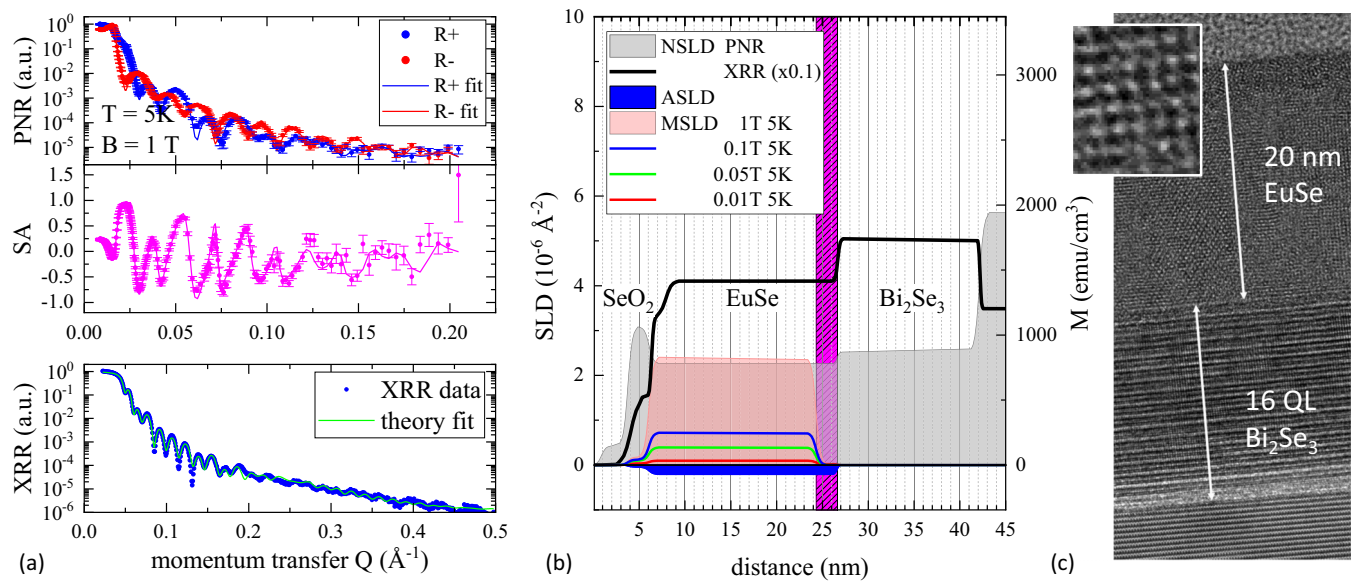 PNR (a.u.)
10⁰
10⁻¹
10⁻²
10⁻³
10⁻⁴
10⁻⁵
R+
R-
R+ fit
R- fit
T = 5K
B = 1 T
SA
1.5
1.0
0.5
0.0
-0.5
-1.0
0.00
0.05
0.10
0.15
0.20
XRR (a.u.)
10⁰
10⁻¹
10⁻²
10⁻³
10⁻⁴
10⁻⁵
10⁻⁶
XRR data
theory fit
0.0
0.1
0.2
0.3
0.4
0.5
momentum transfer Q (Å⁻¹)
(a)
SLD (10⁻⁶ Å⁻²)
10
8
6
4
2
0
NSLD PNR
XRR (x0.1)
ASLD
MSLD 1T 5K
0.1T 5K
0.05T 5K
0.01T 5K
SeO₂
EuSe
Bi₂Se₃
3000
2000
1000
0
M (emu/cm³)
0
5
10
15
20
25
30
35
40
45
distance (nm)
(b)
(c)
20 nm
EuSe
16 QL
Bi₂Se₃